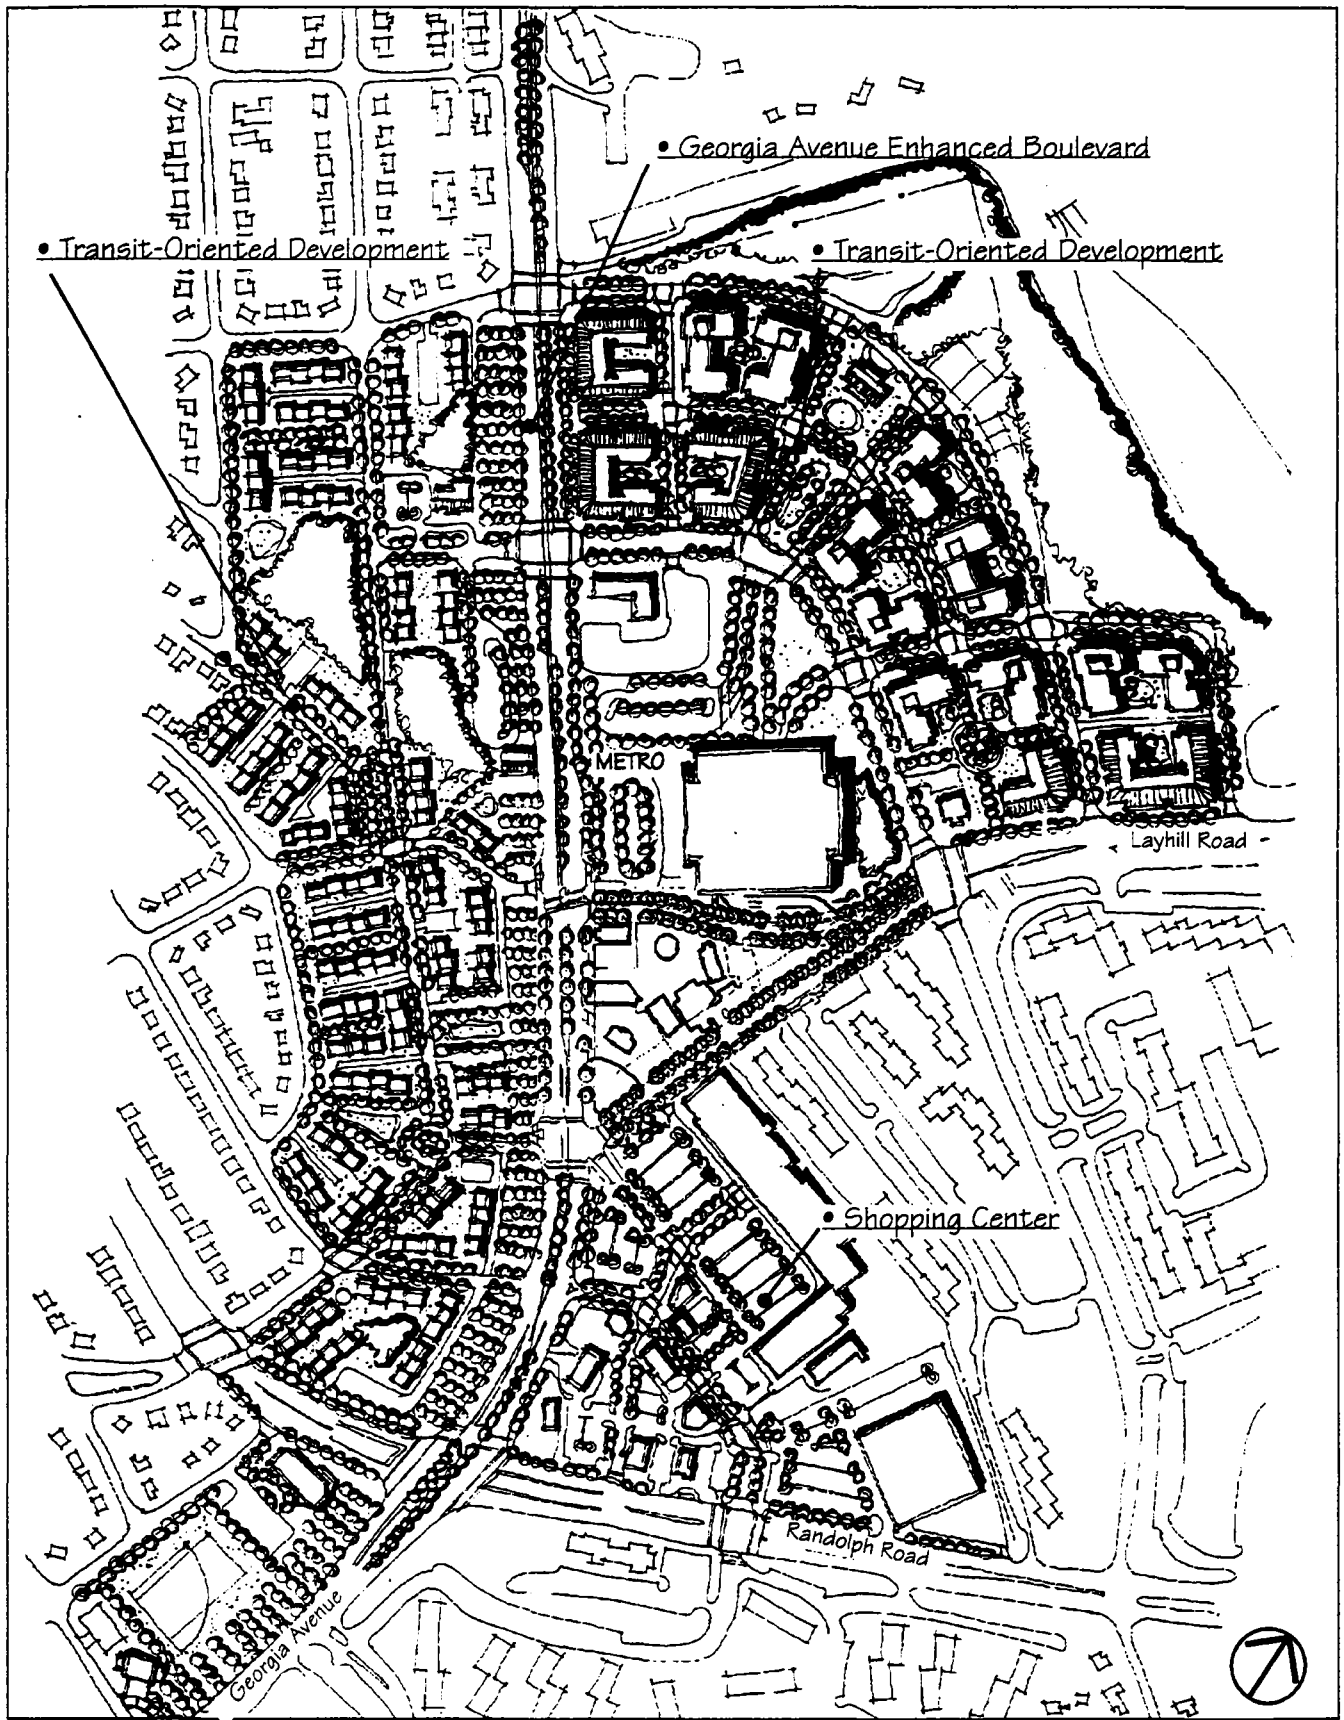 • Georgia Avenue Enhanced Boulevard
• Transit-Oriented Development
• Transit-Oriented Development
METRO
Layhill Road
• Shopping Center
Randolph Road
Georgia Avenue